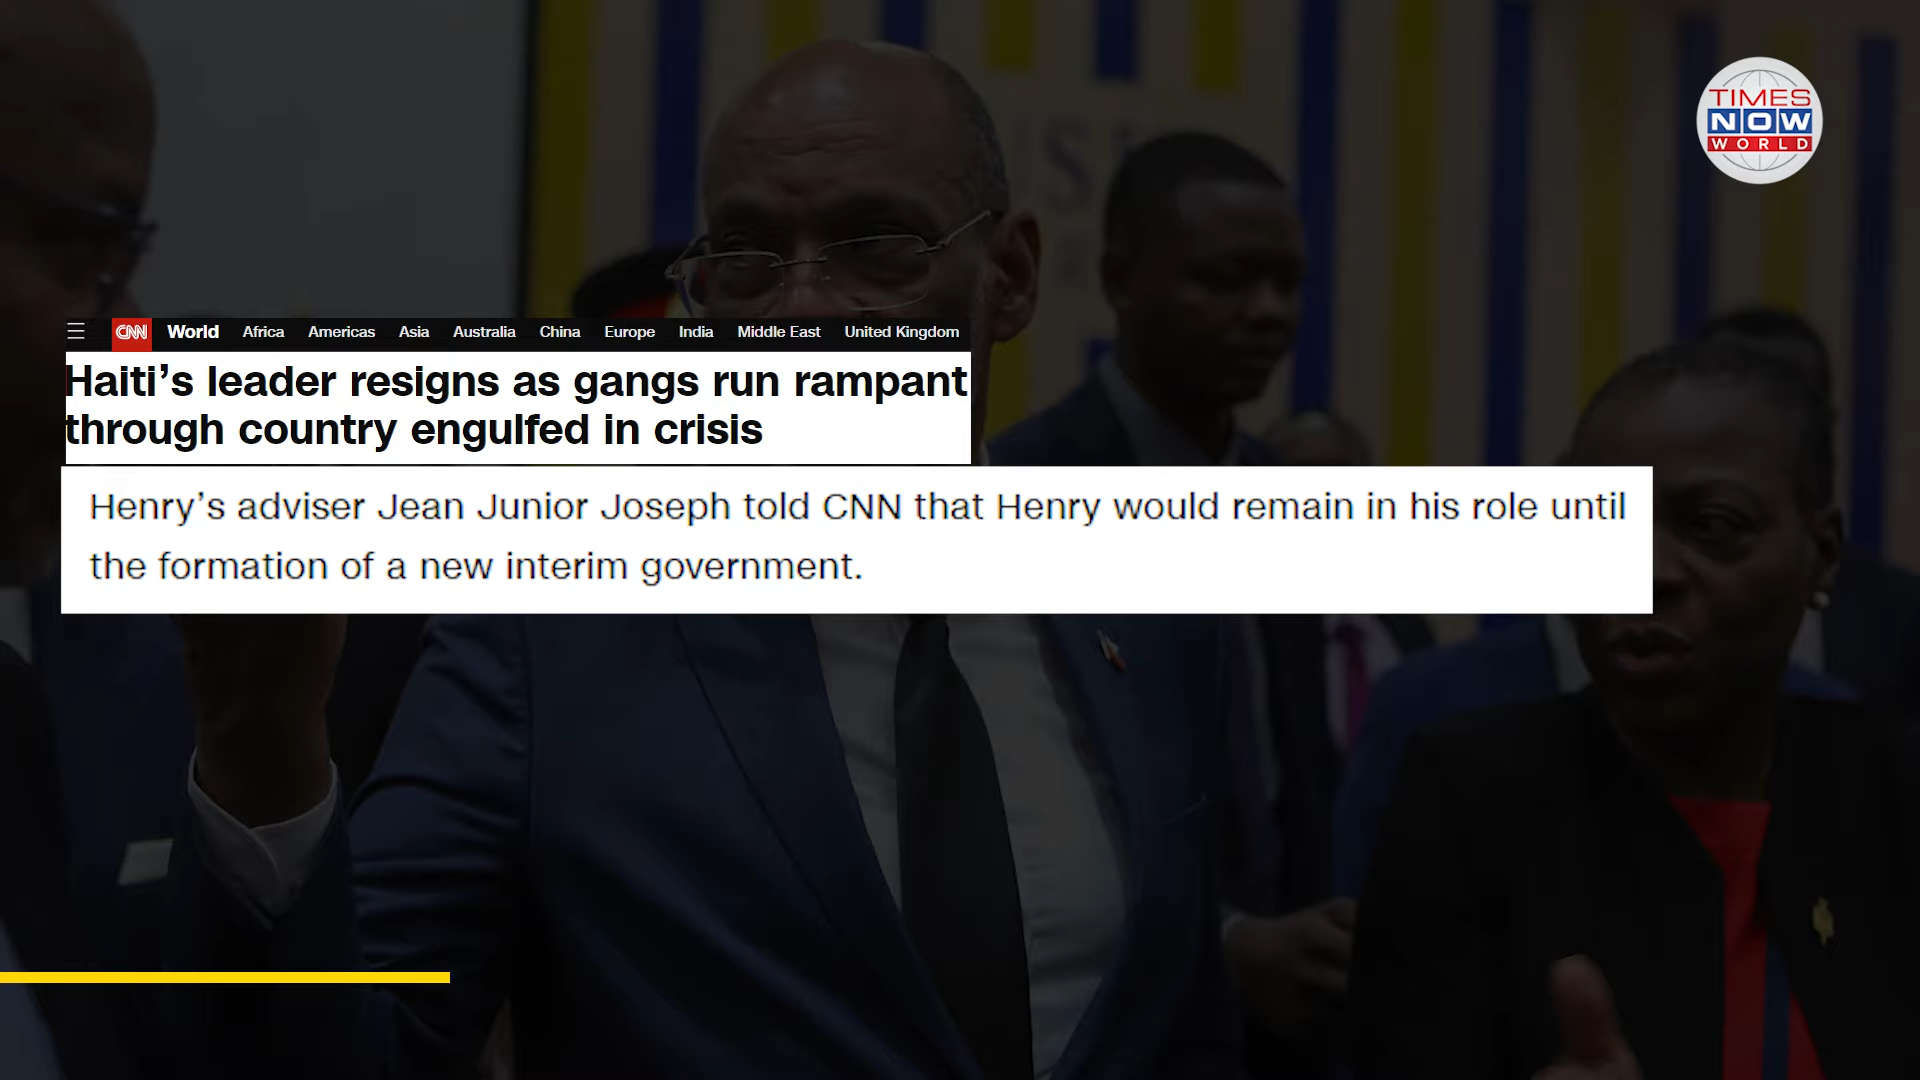 TIMES
NOW
WORLD
CNN World Africa Americas Asia Australia China Europe India Middle East United Kingdom
Haiti’s leader resigns as gangs run rampant
through country engulfed in crisis
Henry’s adviser Jean Junior Joseph told CNN that Henry would remain in his role until
the formation of a new interim government.